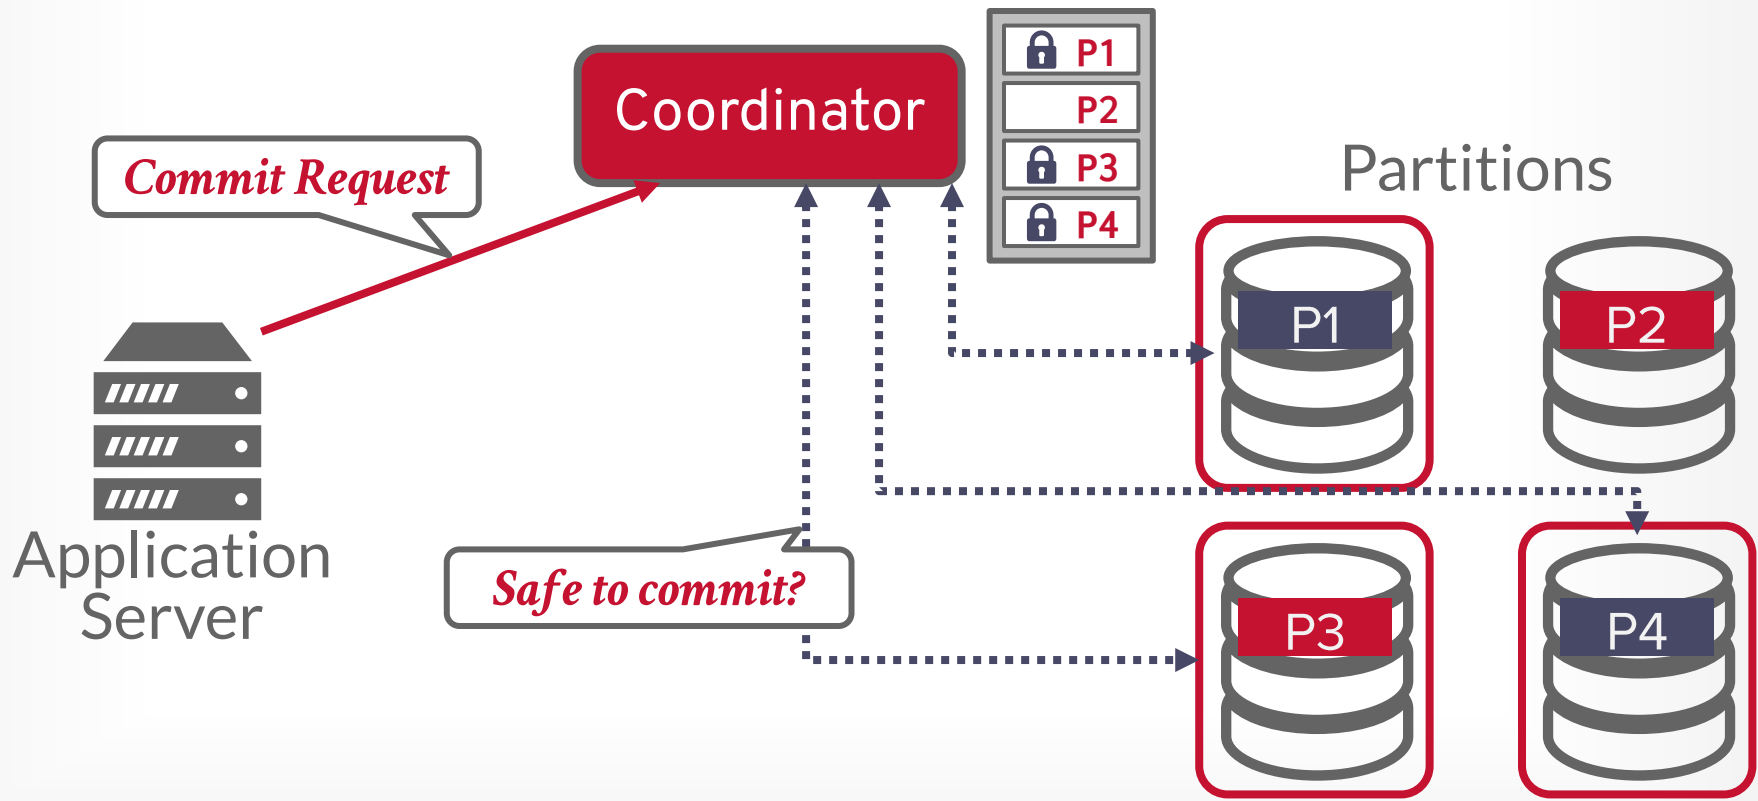 Coordinator
P1
P2
P3
P4
Commit Request
Partitions
P1
P2
Application
Server
Safe to commit?
P3
P4